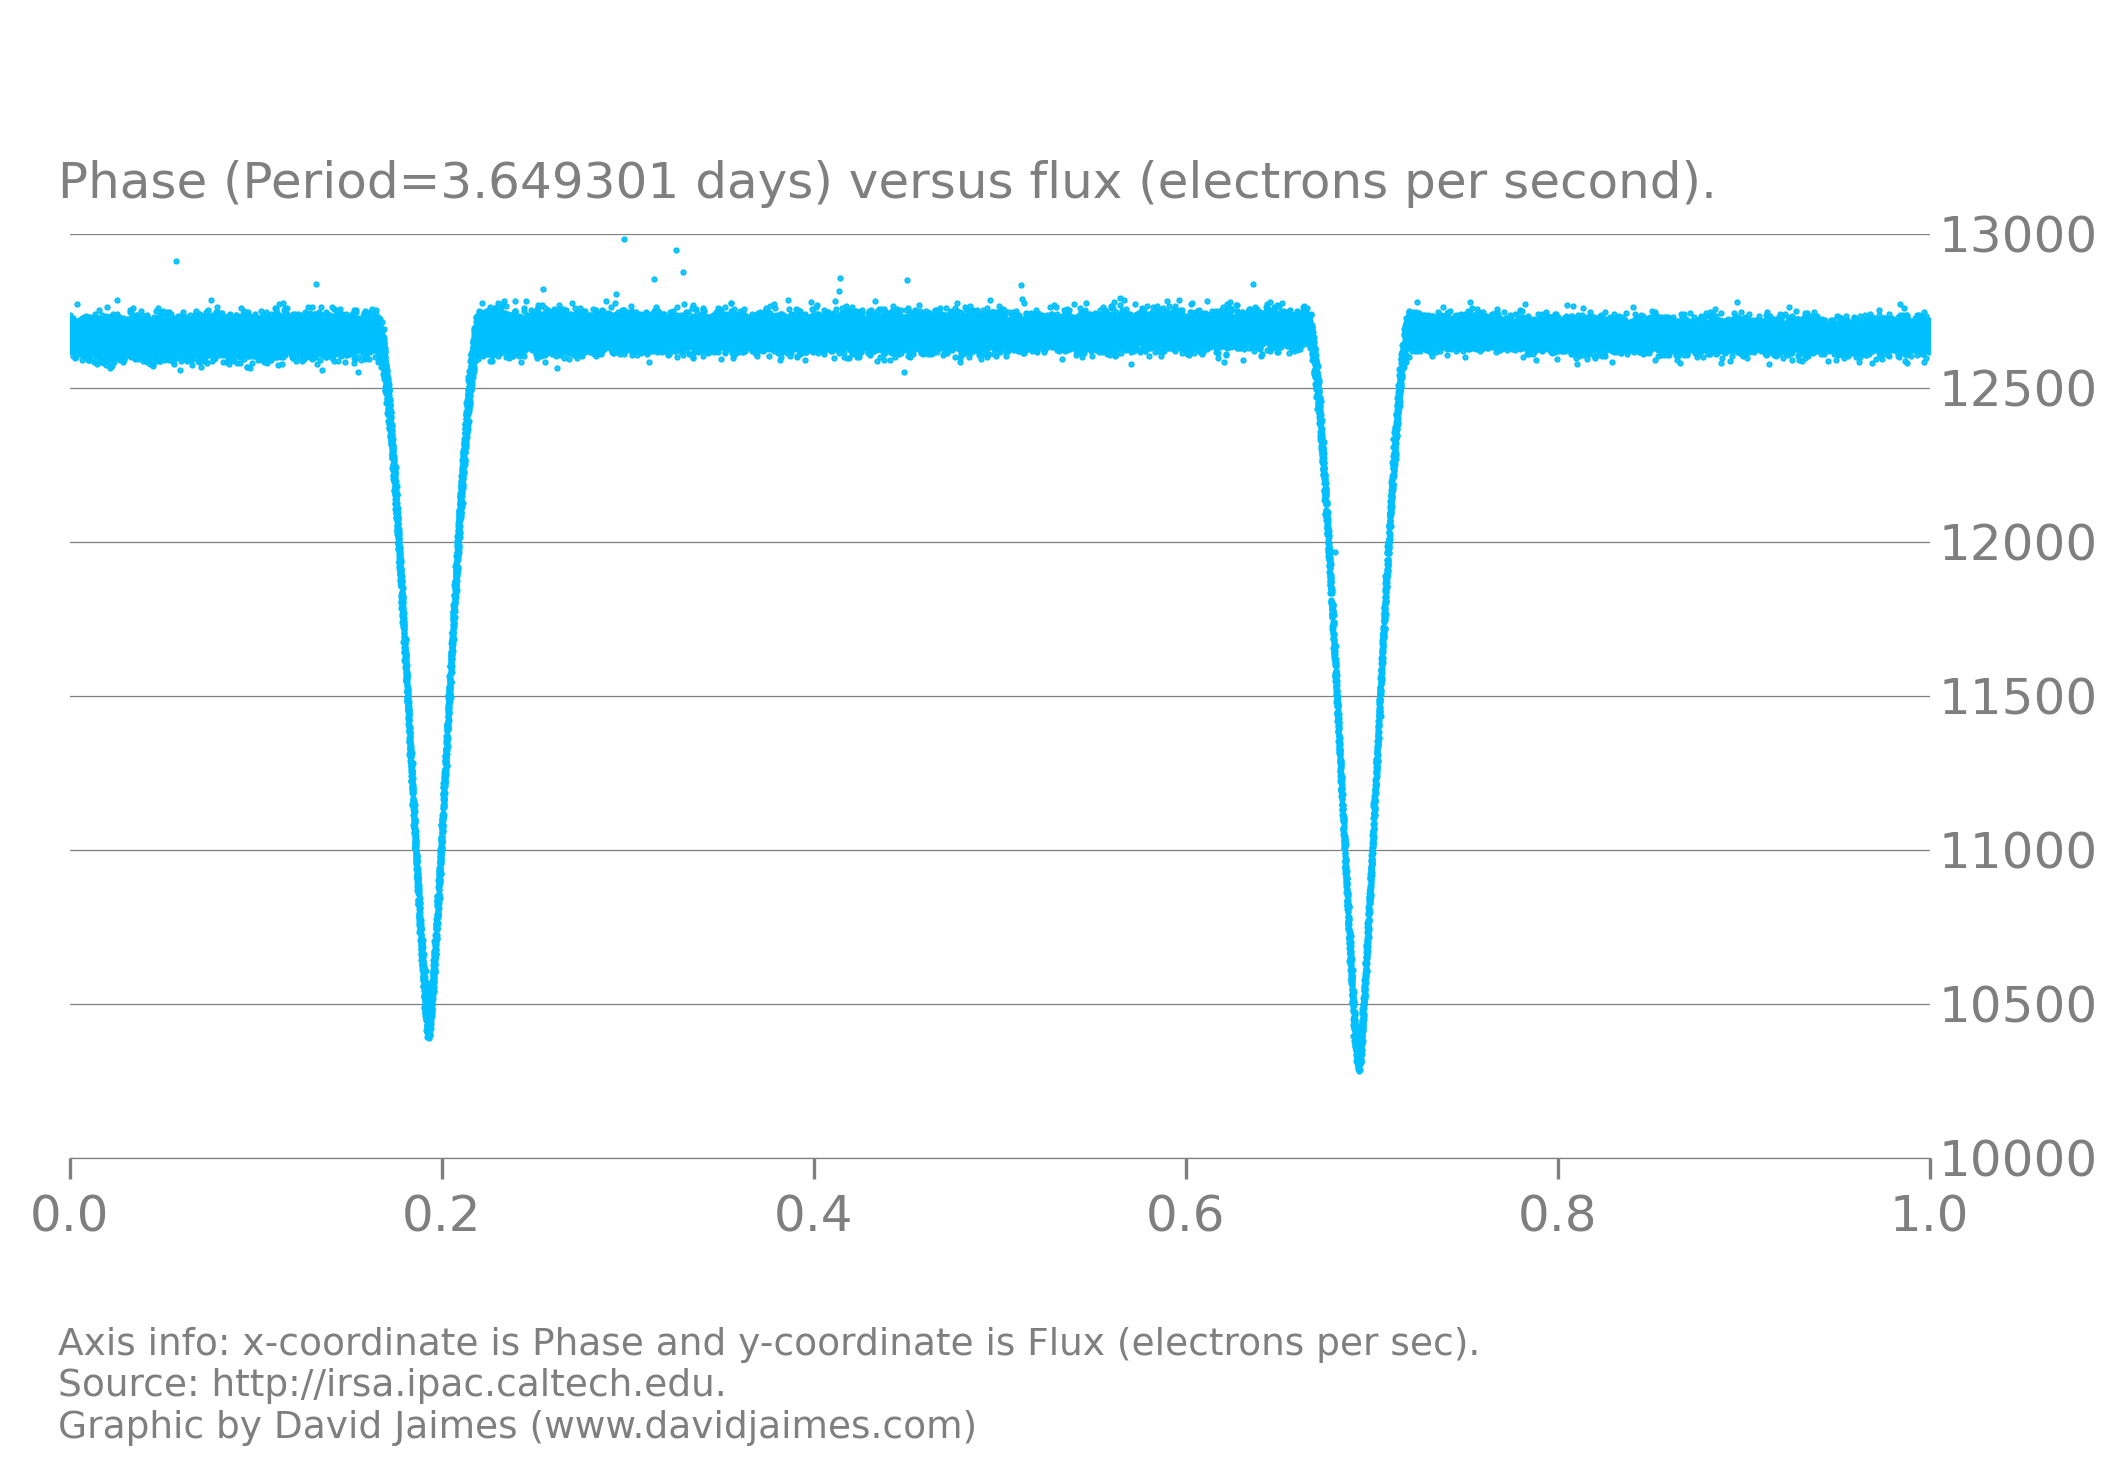 Phase (Period=3.649301 days) versus flux (electrons per second).
13000
12500
12000
11500
11000
10500
10000
0.0 0.2 0.4 0.6 0.8 1.0
Axis info: x-coordinate is Phase and y-coordinate is Flux (electrons per sec).
Source: http://irsa.ipac.caltech.edu.
Graphic by David Jaimes (www.davidjaimes.com)